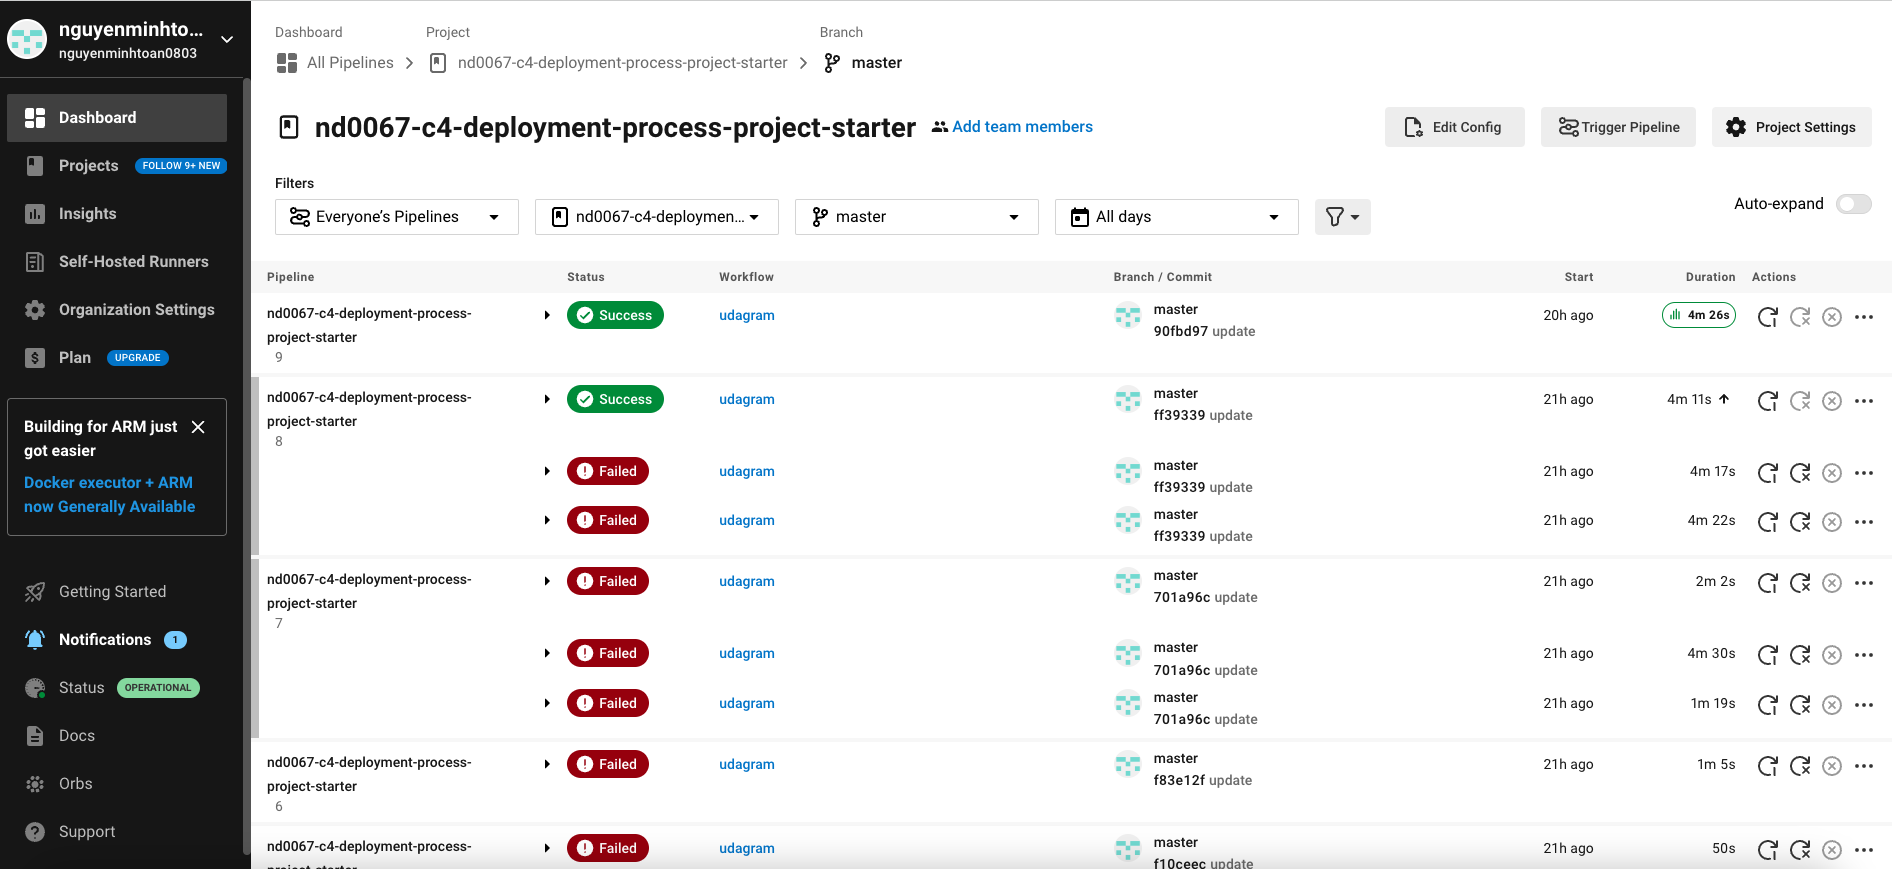 nguyenminhto...
nguyenminhtoan0803
Dashboard
Projects FOLLOW 9+ NEW
Insights
Self-Hosted Runners
Organization Settings
Plan UPGRADE
Building for ARM just
got easier
Docker executor + ARM
now Generally Available
Getting Started
Notifications 1
Status OPERATIONAL
Docs
Orbs
Support
Dashboard Project Branch
All Pipelines nd0067-c4-deployment-process-project-starter master
nd0067-c4-deployment-process-project-starter Add team members Edit Config Trigger Pipeline Project Settings
Filters
Everyone’s Pipelines nd0067-c4-deploymen... master All days
Auto-expand
Pipeline Status Workflow Branch / Commit Start Duration Actions
nd0067-c4-deployment-process-
project-starter
9
Success udagram master
90fbd97 update
20h ago 4m 26s
nd0067-c4-deployment-process-
project-starter
8
Success udagram master
ff39339 update
21h ago 4m 11s
Failed udagram master
ff39339 update
21h ago 4m 17s
Failed udagram master
ff39339 update
21h ago 4m 22s
nd0067-c4-deployment-process-
project-starter
7
Failed udagram master
701a96c update
21h ago 2m 2s
Failed udagram master
701a96c update
21h ago 4m 30s
Failed udagram master
701a96c update
21h ago 1m 19s
nd0067-c4-deployment-process-
project-starter
6
Failed udagram master
f83e12f update
21h ago 1m 5s
nd0067-c4-deployment-process-
project-starter
Failed udagram master
f10ceec update
21h ago 50s